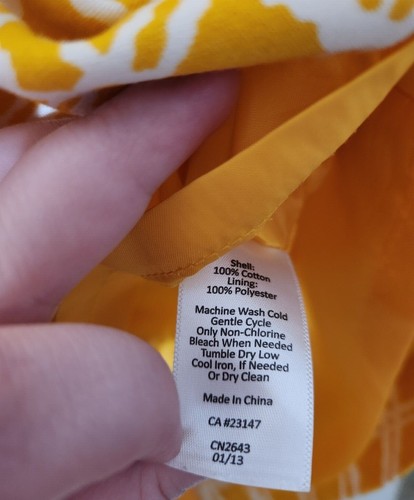 Shell:
100% Cotton
Lining:
100% Polyester
Machine Wash Cold
Gentle Cycle
Only Non-Chlorine
Bleach When Needed
Tumble Dry Low
Cool Iron, If Needed
Or Dry Clean
Made In China
CA #23147
CN2643
01/13